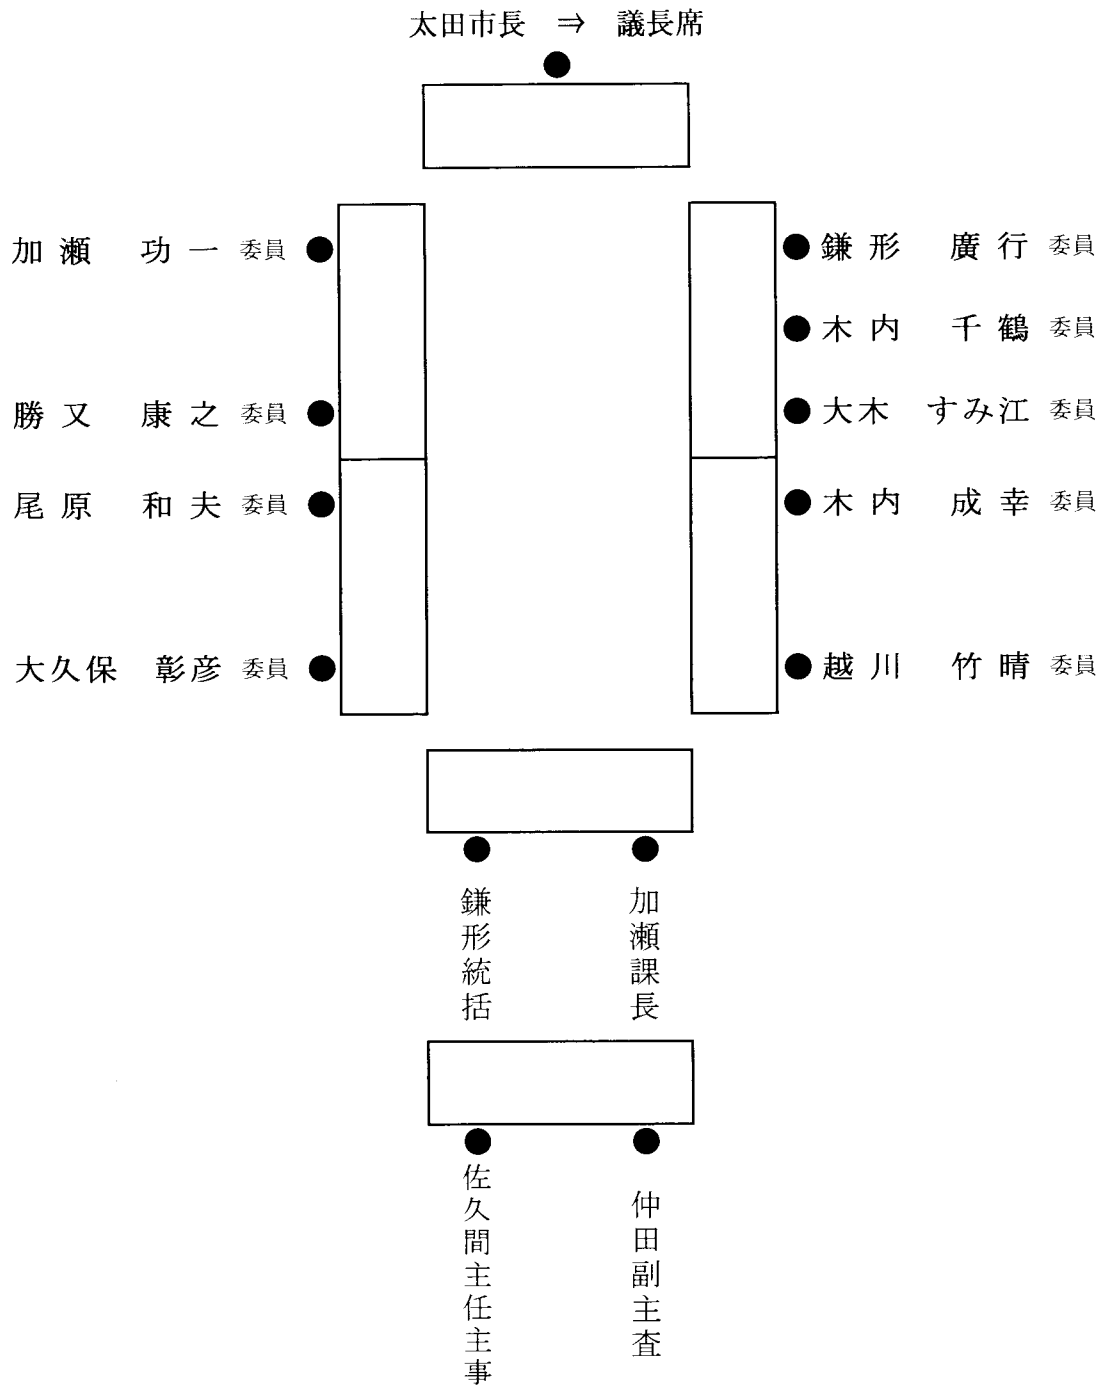 太田市長 ⇒ 議長席
加瀬 功一 委員
鎌形 廣行 委員
木内 千鶴 委員
勝又 康之 委員
大木 すみ江 委員
尾原 和夫 委員
木内 成幸 委員
大久保 彰彦 委員
越川 竹晴 委員
鎌形統括
加瀬課長
佐久間主任主事
仲田副主査